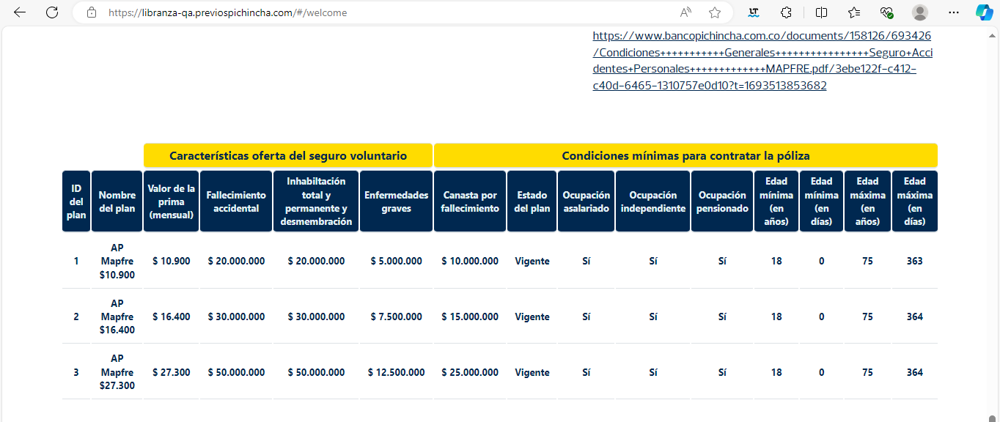 https://libranza-qa.previospichincha.com/#/welcome
https://www.bancopichincha.com.co/documents/158126/693426
/Condiciones+++++++++++Generales++++++++++++++++Seguro+Acci
dentes+Personales+++++++++++++MAPFRE.pdf/3ebe122f-c412-
c40d-6465-1310757e0d10?t=1693513853682
Características oferta del seguro voluntario
Condiciones mínimas para contratar la póliza
ID del plan
Nombre del plan
Valor de la prima (mensual)
Fallecimiento accidental
Inhabiltación total y permanente y desmembración
Enfermedades graves
Canasta por fallecimiento
Estado del plan
Ocupación asalariado
Ocupación independiente
Ocupación pensionado
Edad mínima (en años)
Edad mínima (en días)
Edad máxima (en años)
Edad máxima (en días)
1 AP Mapfre $10.900 $ 10.900 $ 20.000.000 $ 20.000.000 $ 5.000.000 $ 10.000.000 Vigente Sí Sí Sí 18 0 75 363
2 AP Mapfre $16.400 $ 16.400 $ 30.000.000 $ 30.000.000 $ 7.500.000 $ 15.000.000 Vigente Sí Sí Sí 18 0 75 364
3 AP Mapfre $27.300 $ 27.300 $ 50.000.000 $ 50.000.000 $ 12.500.000 $ 25.000.000 Vigente Sí Sí Sí 18 0 75 364